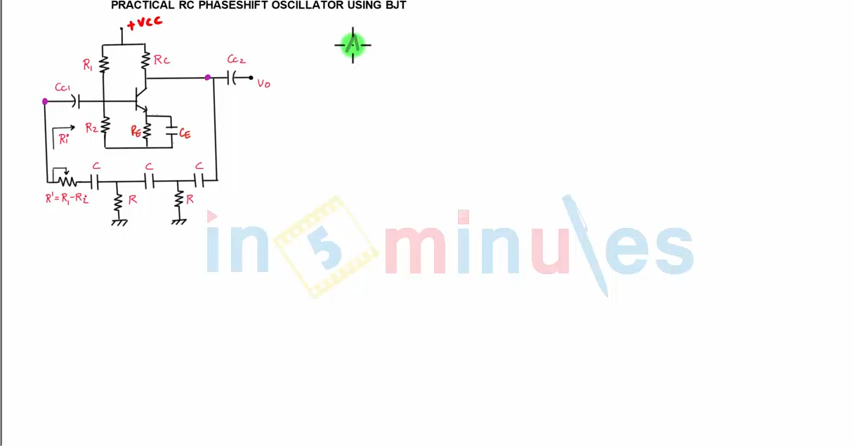 PRACTICAL RC PHASESHIFT OSCILLATOR USING BJT
+VCC
R1
RC
CC2
VO
CC1
R2
RE
CE
Ri
C
C
C
R' = R1 - Ri
R
R
in 5 minutes